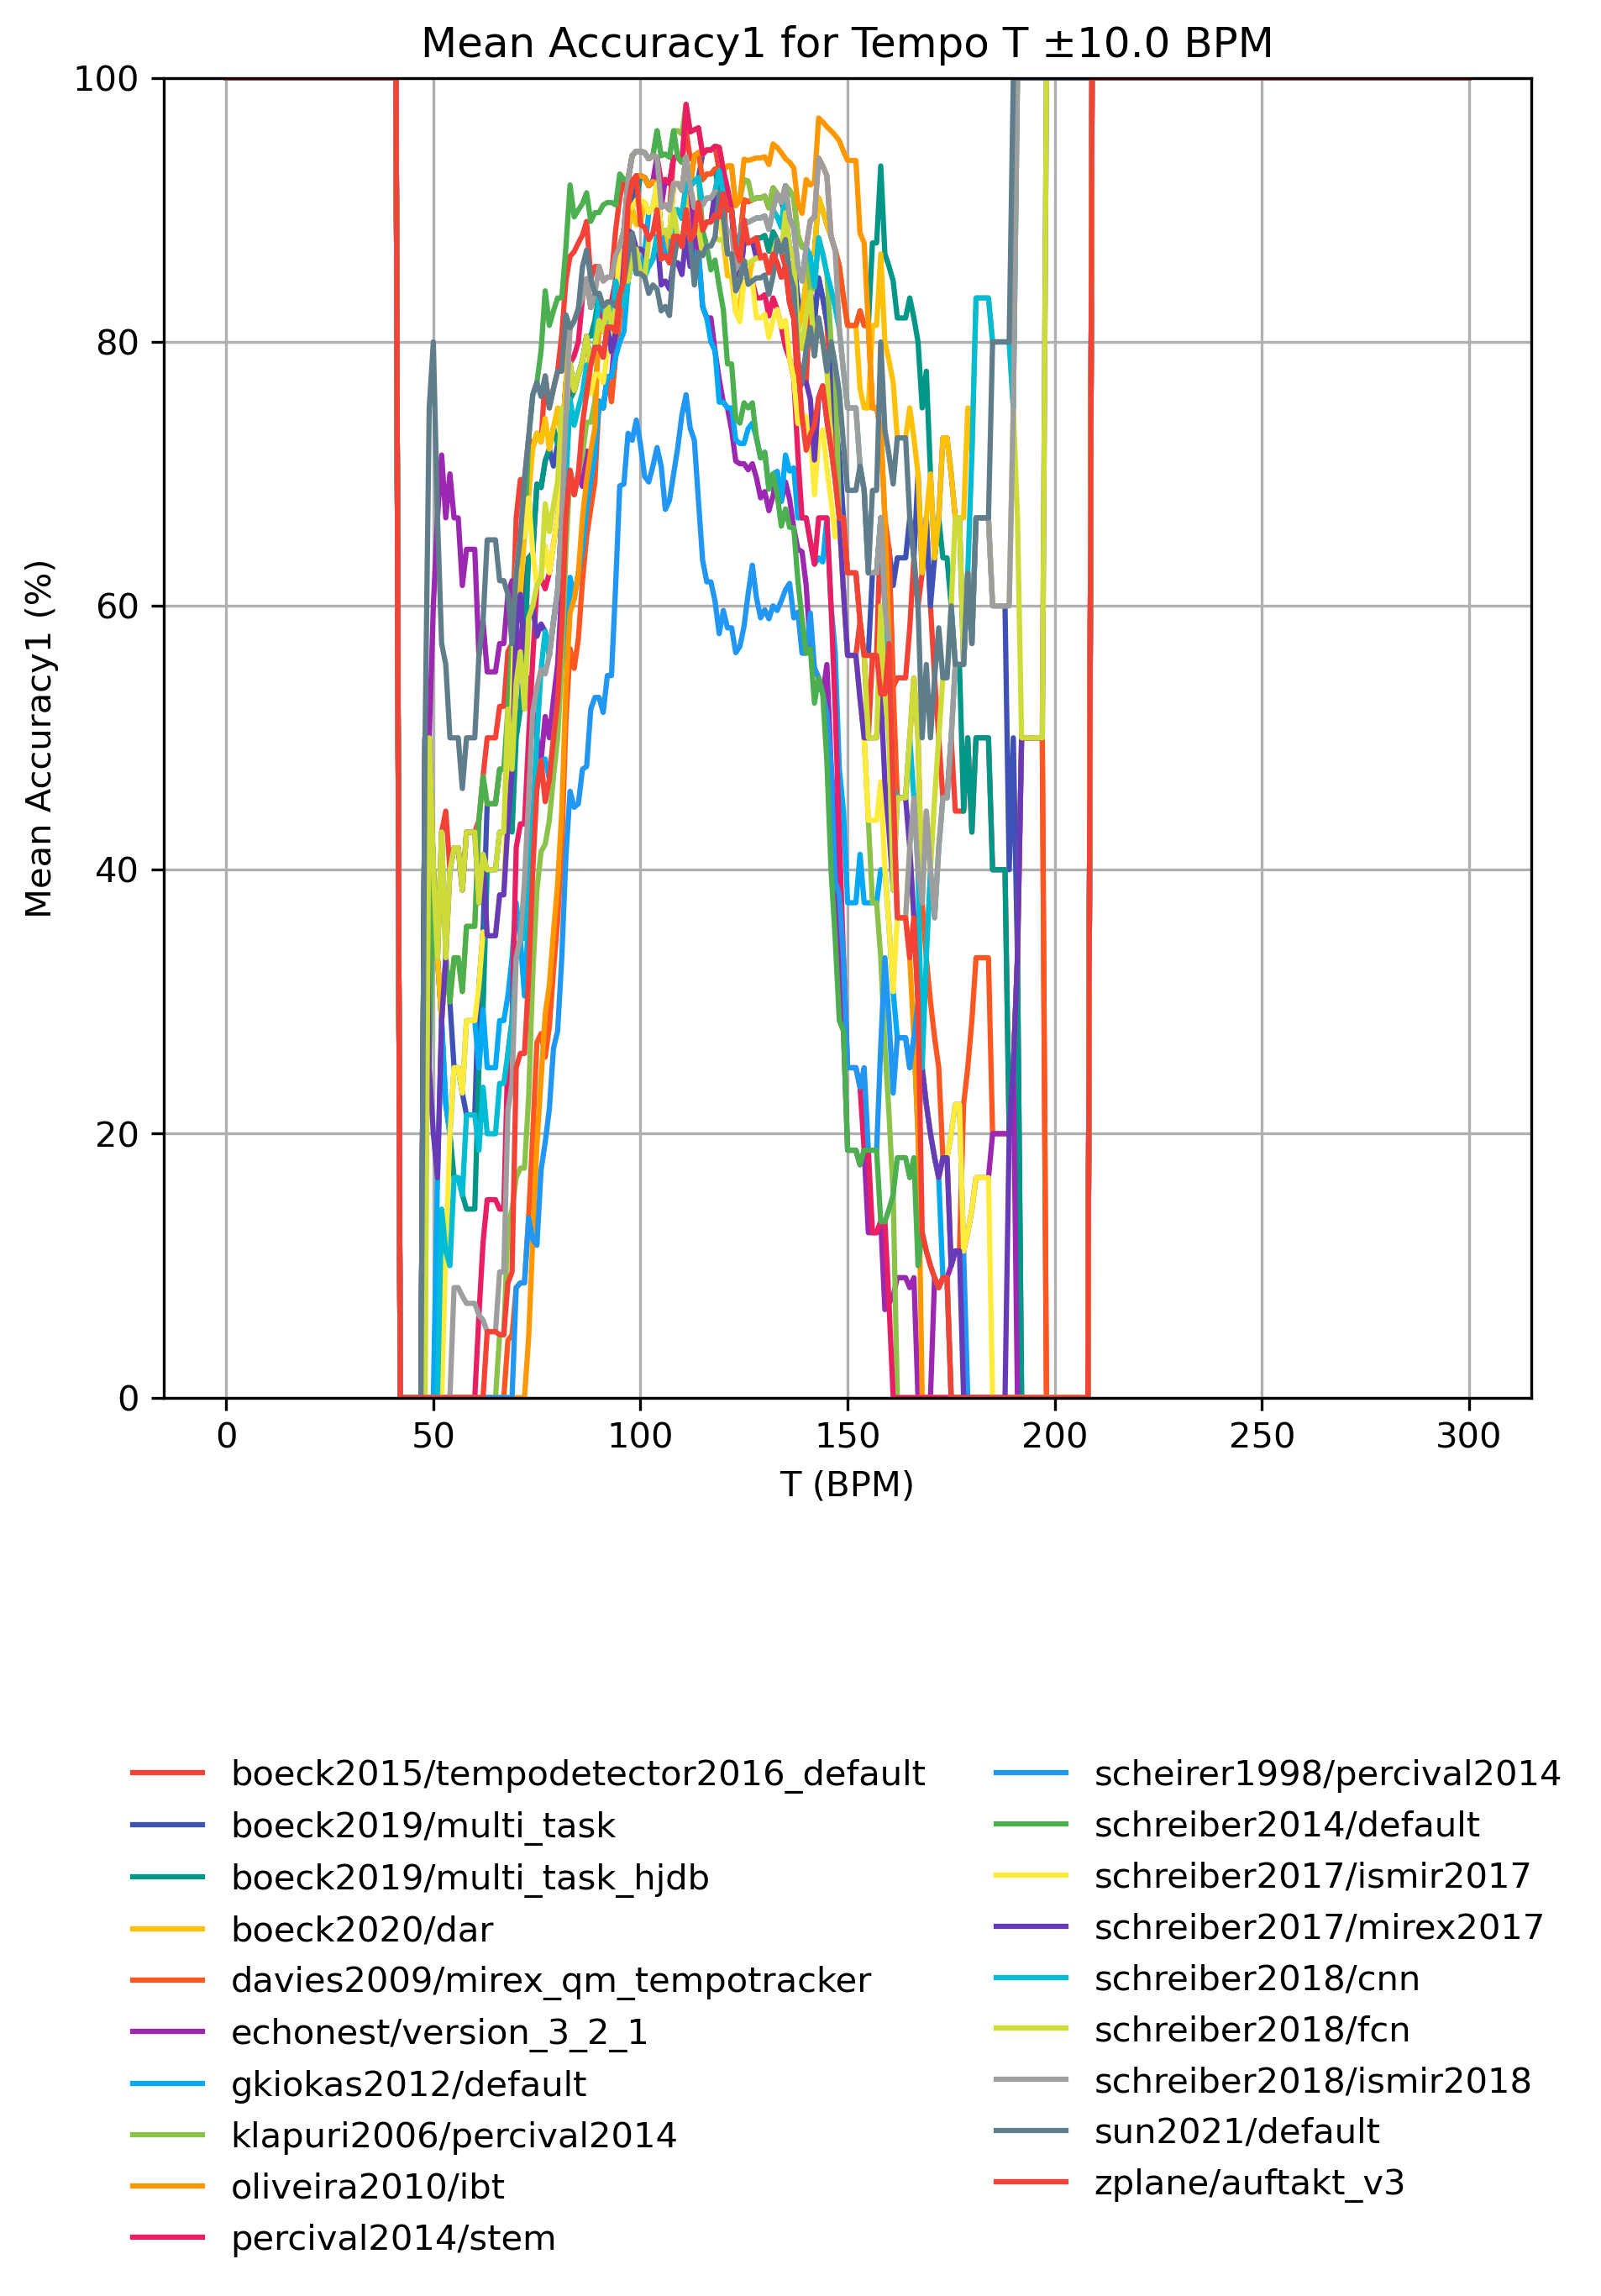 Mean Accuracy1 for Tempo T ±10.0 BPM
100
80
60
40
20
0
Mean Accuracy1 (%)
0 50 100 150 200 250 300
T (BPM)
boeck2015/tempodetector2016_default
boeck2019/multi_task
boeck2019/multi_task_hjdb
boeck2020/dar
davies2009/mirex_qm_tempotracker
echonest/version_3_2_1
gkiokas2012/default
klapuri2006/percival2014
oliveira2010/ibt
percival2014/stem
scheirer1998/percival2014
schreiber2014/default
schreiber2017/ismir2017
schreiber2017/mirex2017
schreiber2018/cnn
schreiber2018/fcn
schreiber2018/ismir2018
sun2021/default
zplane/auftakt_v3